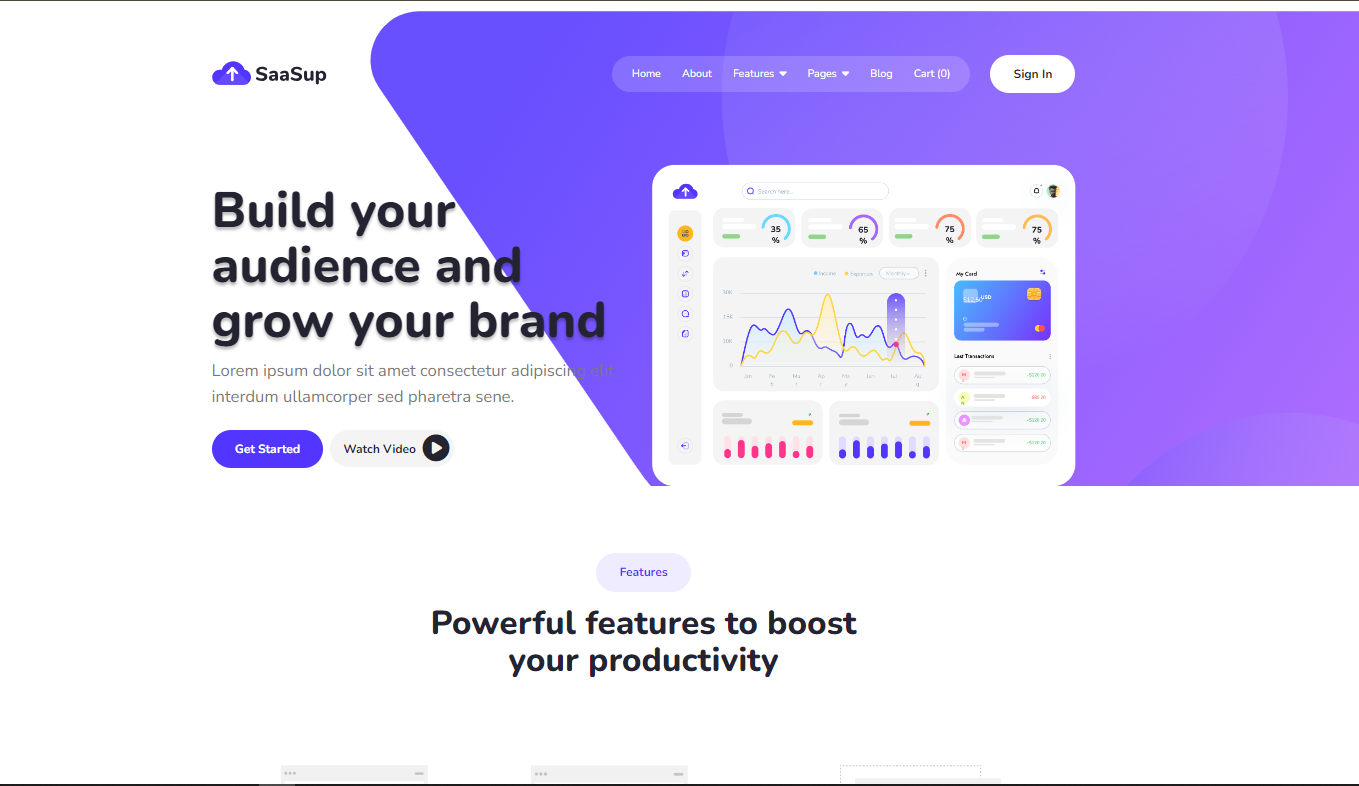 SaaSup
Home About Features Pages Blog Cart (0)
Sign In
Build your
audience and
grow your brand
Lorem ipsum dolor sit amet consectetur adipiscing elit
interdum ullamcorper sed pharetra sene.
Get Started
Watch Video
Search here..
35
%
65
%
75
%
75
%
Income Expences Monthly
My Card
USD
Last Transactions
Features
Powerful features to boost
your productivity